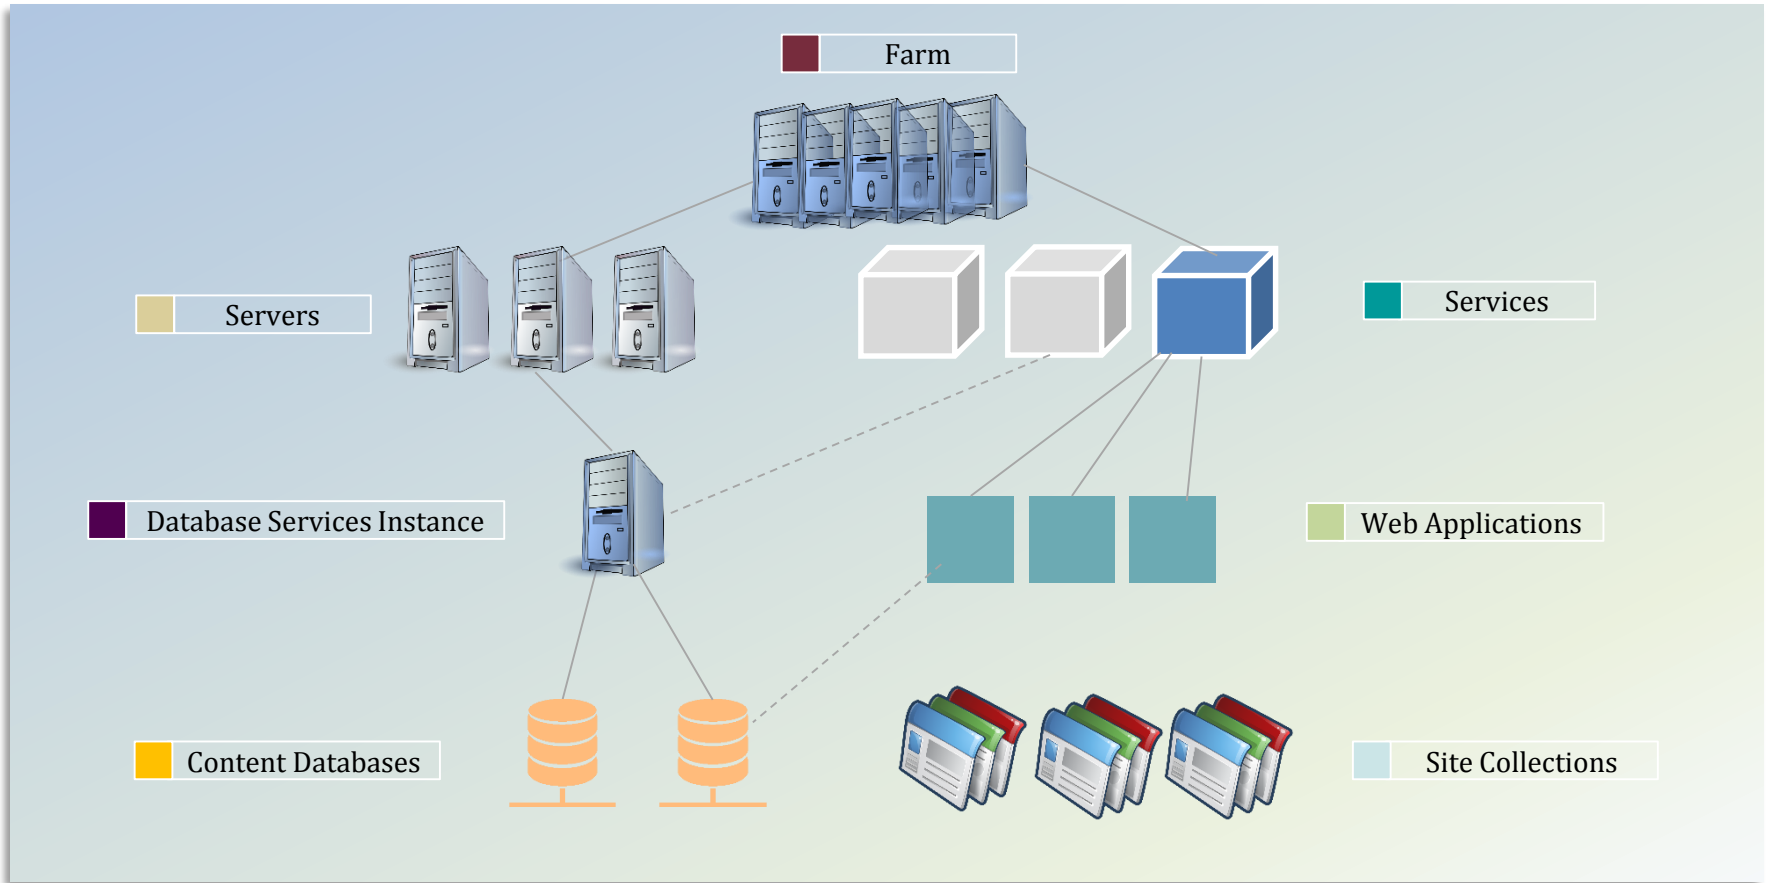 Farm
Servers
Services
Database Services Instance
Web Applications
Content Databases
Site Collections